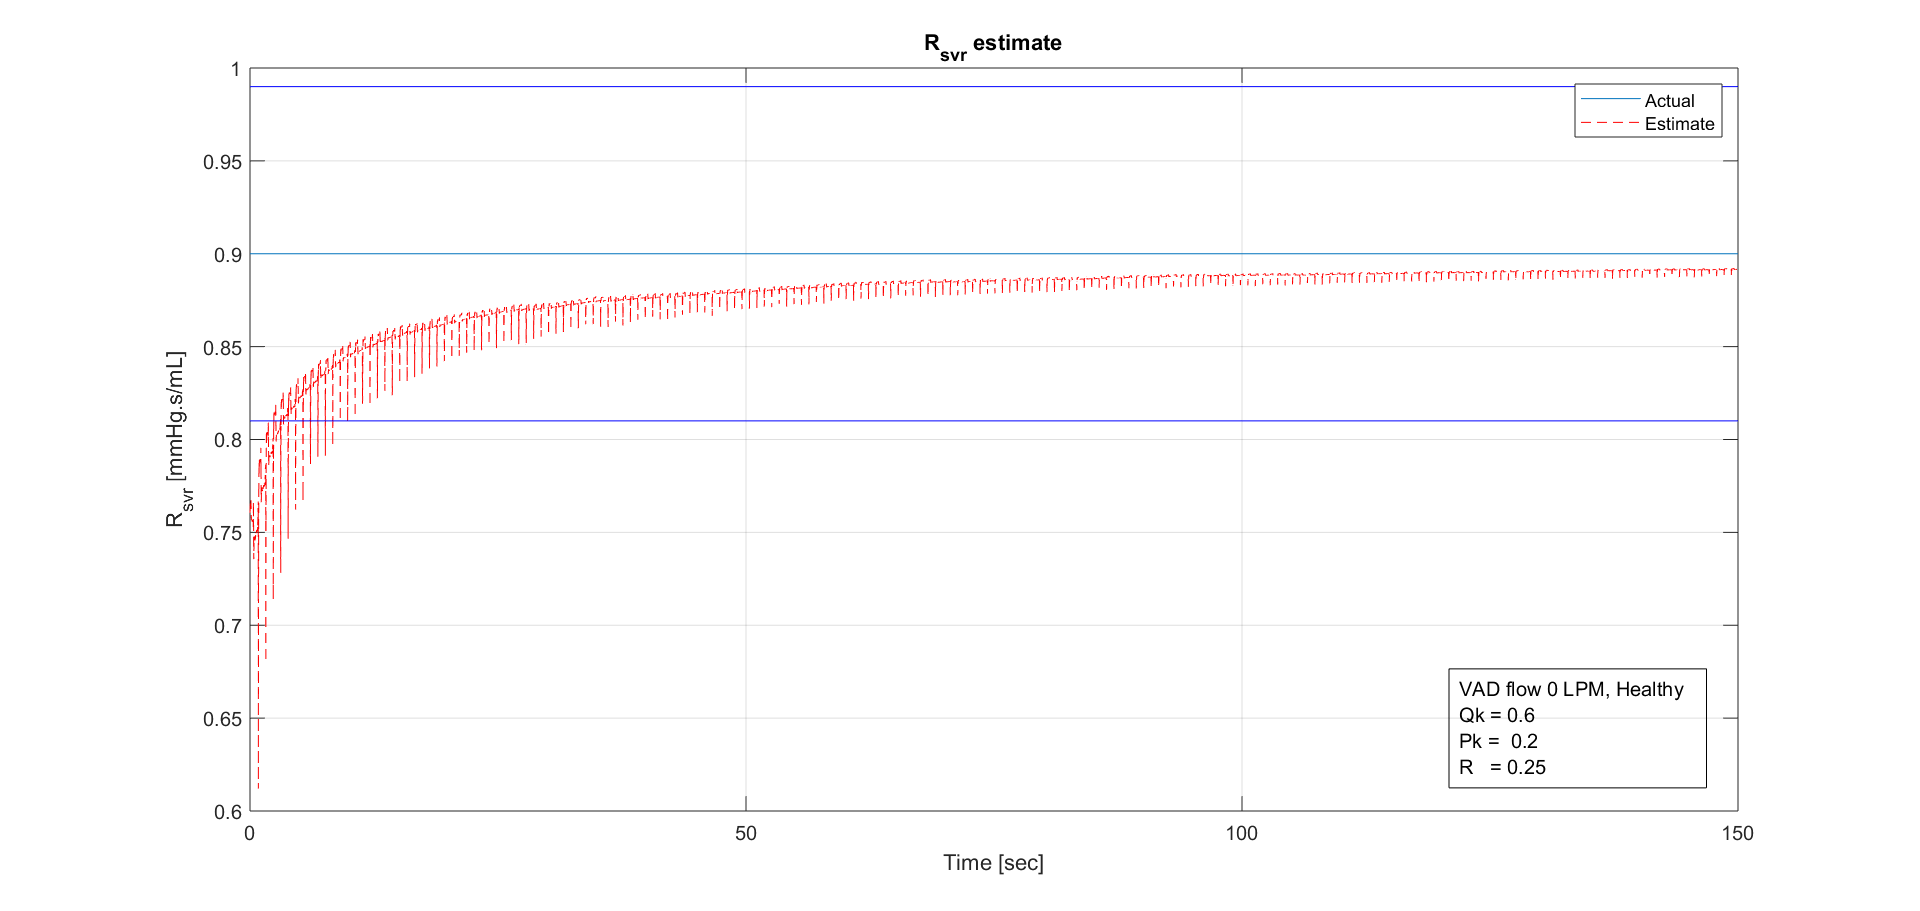 R_svr estimate
1
0.95
0.9
0.85
0.8
0.75
0.7
0.65
0.6
R_svr [mmHg.s/mL]
0
50
100
150
Time [sec]
Actual
Estimate
VAD flow 0 LPM, Healthy
Qk = 0.6
Pk =  0.2
R   = 0.25